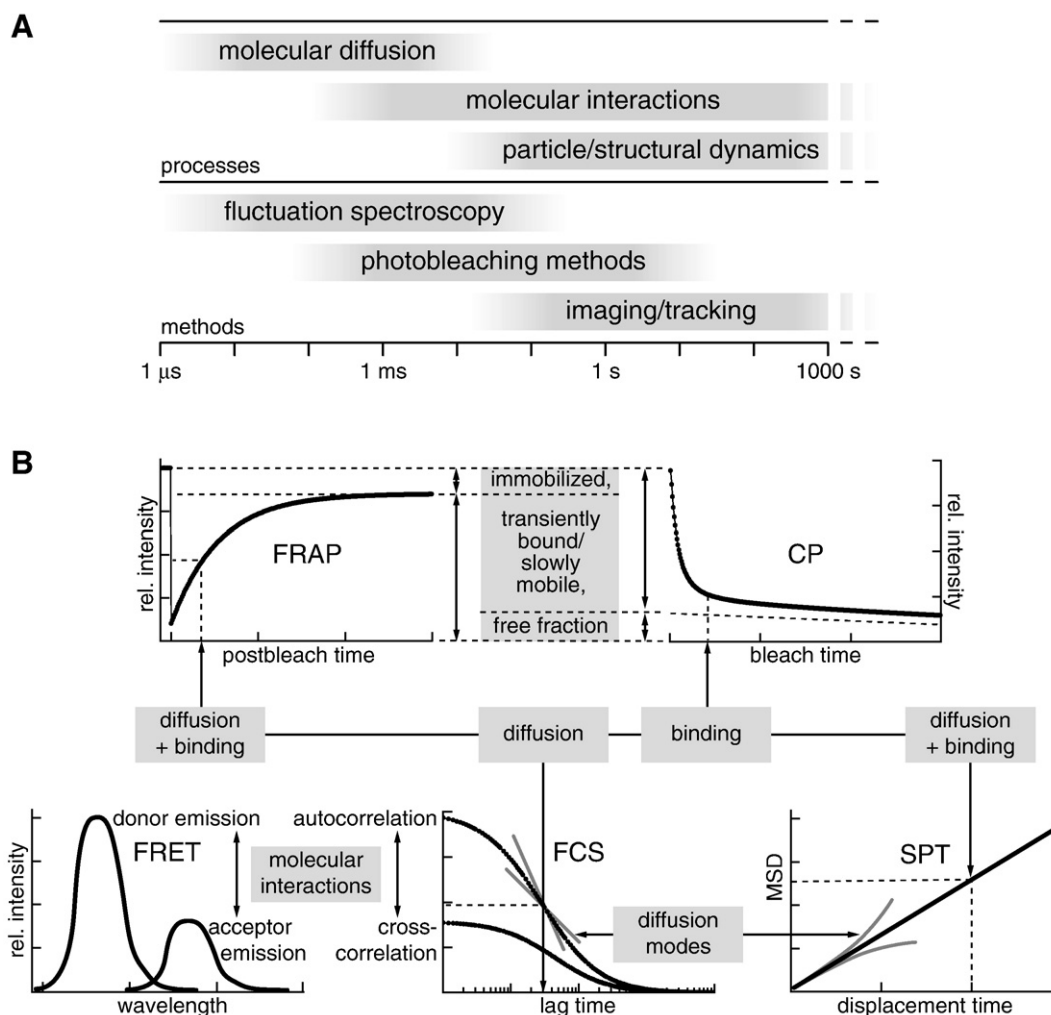 A
molecular diffusion
molecular interactions
particle/structural dynamics
processes
fluctuation spectroscopy
photobleaching methods
imaging/tracking
methods
1 μs
1 ms
1 s
1000 s
B
rel. intensity
FRAP
postbleach time
immobilized,
transiently
bound/
slowly
mobile,
free fraction
CP
rel. intensity
bleach time
diffusion
+ binding
diffusion
binding
diffusion
+ binding
rel. intensity
donor emission
FRET
acceptor
emission
wavelength
molecular
interactions
autocorrelation
cross-
correlation
FCS
lag time
diffusion
modes
MSD
SPT
displacement time